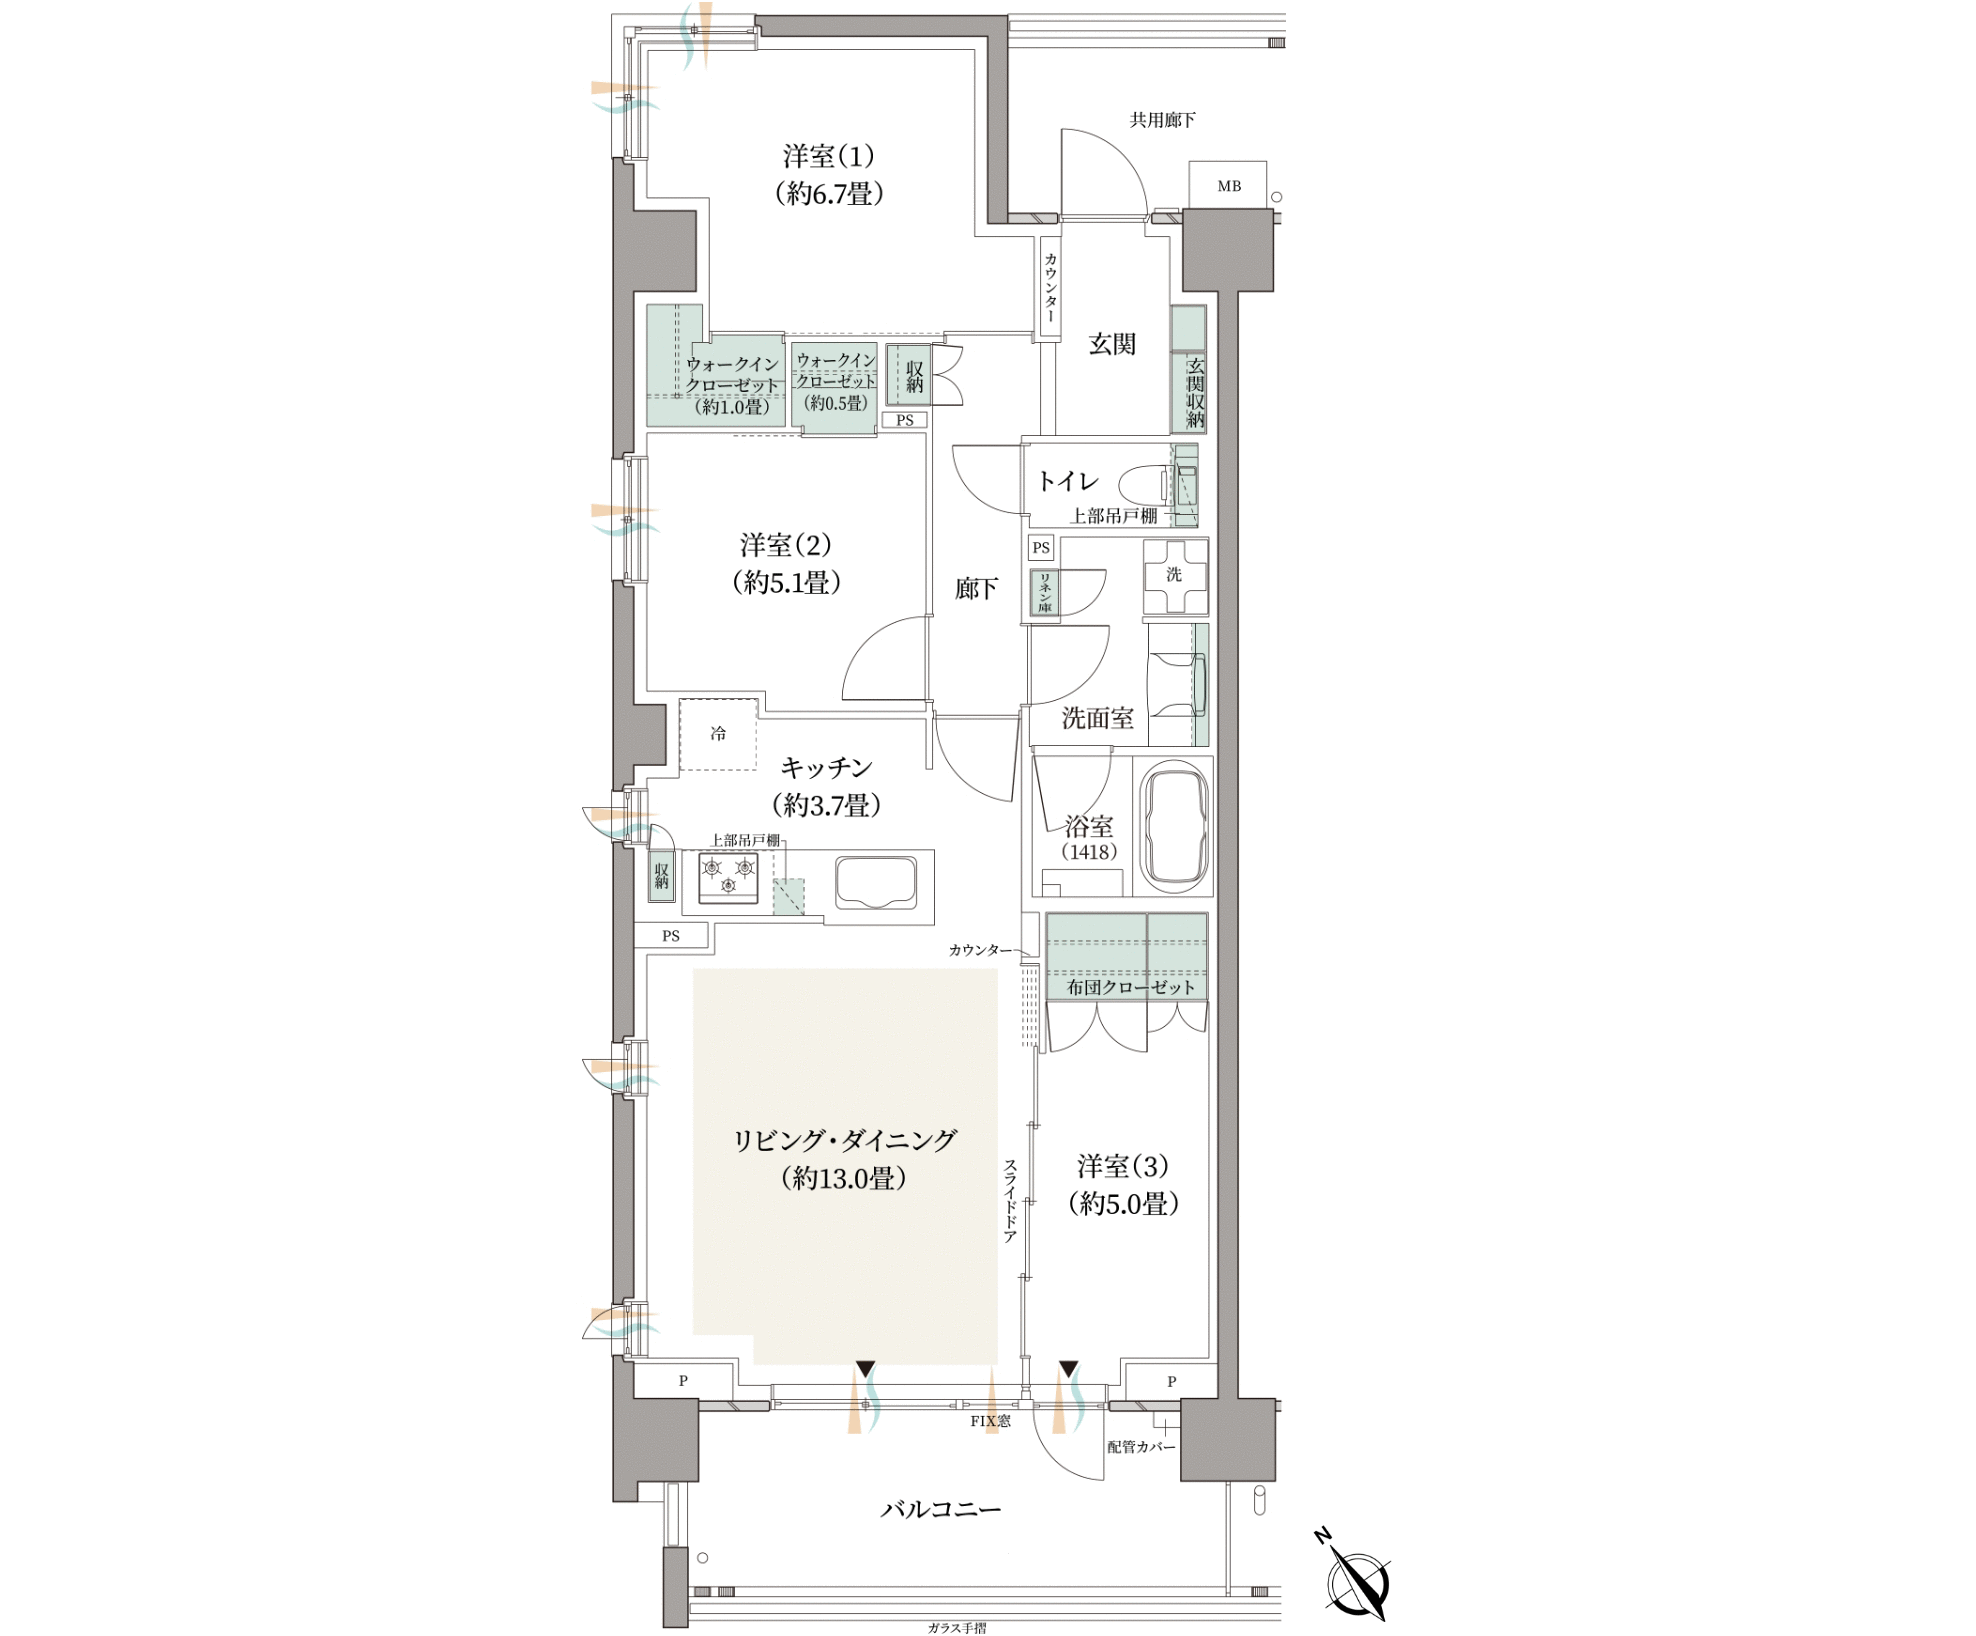 共用廊下
MB
洋室（1）
（約6.7畳）
カウンター
玄関
玄関収納
ウォークイン
クローゼット
（約1.0畳）
ウォークイン
クローゼット
（約0.5畳）
収納
PS
トイレ
上部吊戸棚
洋室（2）
（約5.1畳）
廊下
PS
リネン庫
洗
洗面室
冷
キッチン
（約3.7畳）
上部吊戸棚
収納
浴室
（1418）
PS
カウンター
布団クローゼット
リビング・ダイニング
（約13.0畳）
スライドドア
洋室（3）
（約5.0畳）
P
P
FIX窓
配管カバー
バルコニー
N
ガラス手摺